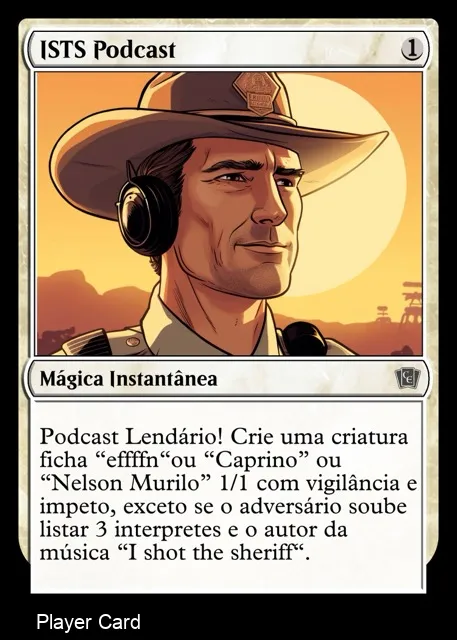 ISTS Podcast 1
Mágica Instantânea
Podcast Lendário! Crie uma criatura
ficha “effffn“ou “Caprino” ou
“Nelson Murilo” 1/1 com vigilância e
impeto, exceto se o adversário soube
listar 3 interpretes e o autor da
música “I shot the sheriff“.
Player Card